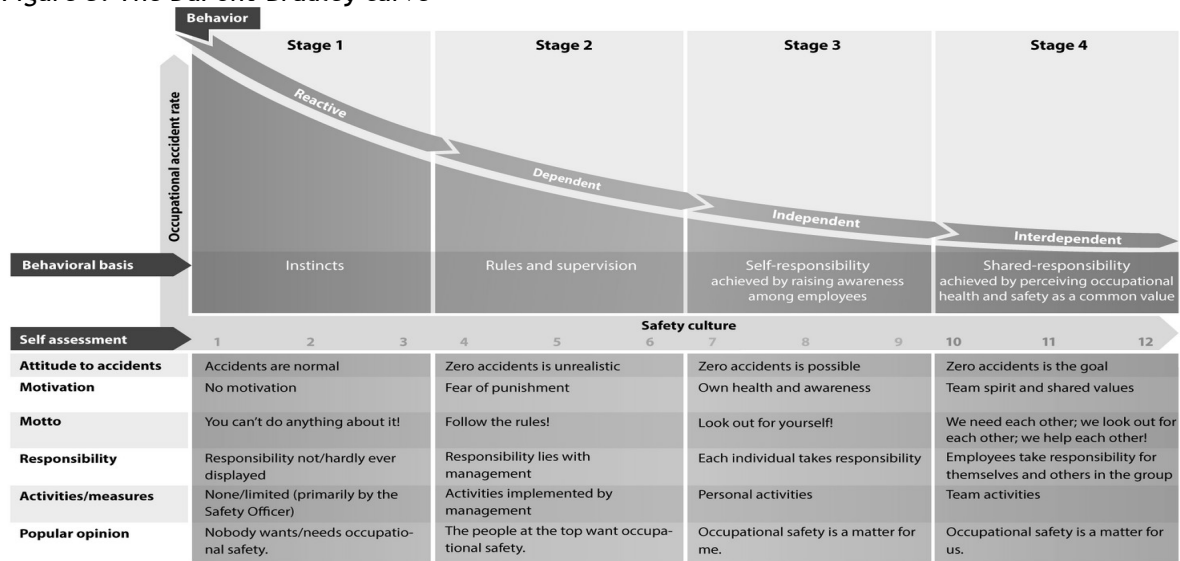 Figure 3: The DuPont Bradley Curve
Behavior
Stage 1
Stage 2
Stage 3
Stage 4
Occupational accident rate
Reactive
Dependent
Independent
Interdependent
Behavioral basis
Instincts
Rules and supervision
Self-responsibility
achieved by raising awareness
among employees
Shared-responsibility
achieved by perceiving occupational
health and safety as a common value
Safety culture
Self assessment
1 2 3 4 5 6 7 8 9 10 11 12
Attitude to accidents
Accidents are normal
Zero accidents is unrealistic
Zero accidents is possible
Zero accidents is the goal
Motivation
No motivation
Fear of punishment
Own health and awareness
Team spirit and shared values
Motto
You can't do anything about it!
Follow the rules!
Look out for yourself!
We need each other; we look out for
each other; we help each other!
Responsibility
Responsibility not/hardly ever
displayed
Responsibility lies with
management
Each individual takes responsibility
Employees take responsibility for
themselves and others in the group
Activities/measures
None/limited (primarily by the
Safety Officer)
Activities implemented by
management
Personal activities
Team activities
Popular opinion
Nobody wants/needs occupatio-
nal safety.
The people at the top want occupa-
tional safety.
Occupational safety is a matter for
me.
Occupational safety is a matter for
us.